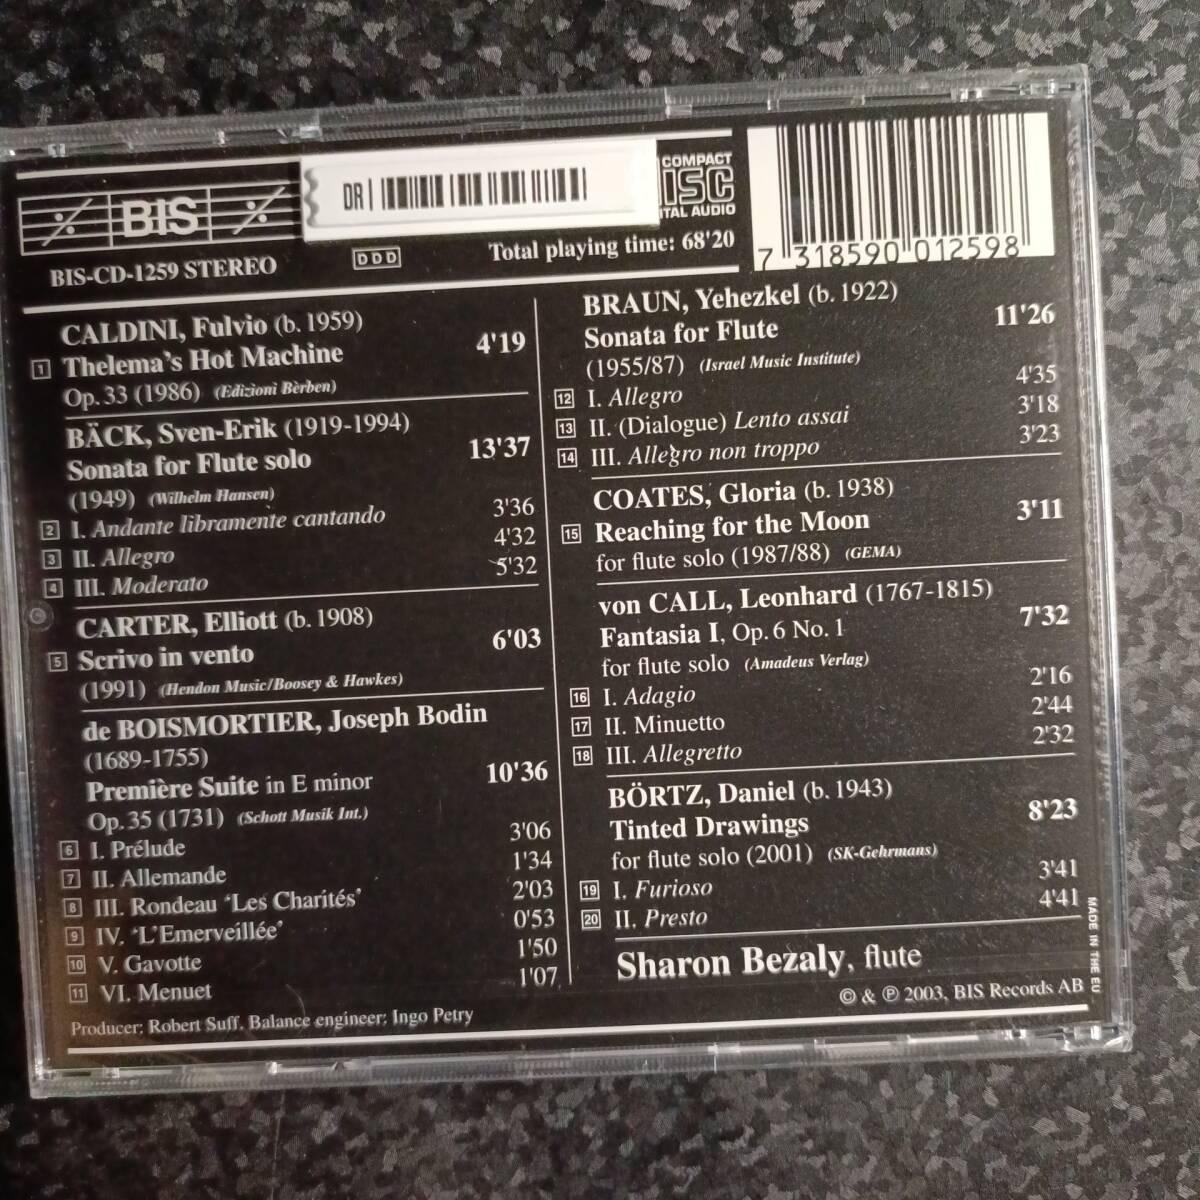 BIS
DR
COMPACT
ISC
ITAL AUDIO
BIS-CD-1259 STEREO
DDD
Total playing time: 68'20
7 318590 012598
CALDINI, Fulvio (b. 1959)
1 Thelema's Hot Machine 4'19
Op. 33 (1986) (Edizioni Bèrben)
BÄCK, Sven-Erik (1919-1994)
Sonata for Flute solo 13'37
(1949) (Wilhelm Hansen)
2 I. Andante libramente cantando 3'36
3 II. Allegro 4'32
4 III. Moderato 5'32
CARTER, Elliott (b. 1908)
5 Scrivo in vento 6'03
(1991) (Hendon Music/Boosey & Hawkes)
de BOISMORTIER, Joseph Bodin
(1689-1755)
Première Suite in E minor 10'36
Op. 35 (1731) (Schott Musik Int.)
6 I. Prélude 3'06
7 II. Allemande 1'34
8 III. Rondeau 'Les Charités' 2'03
9 IV. 'L'Emerveillée' 0'53
10 V. Gavotte 1'50
11 VI. Menuet 1'07
Producer: Robert Suff. Balance engineer: Ingo Petry
BRAUN, Yehezkel (b. 1922)
Sonata for Flute 11'26
(1955/87) (Israel Music Institute)
12 I. Allegro 4'35
13 II. (Dialogue) Lento assai 3'18
14 III. Allegro non troppo 3'23
COATES, Gloria (b. 1938)
15 Reaching for the Moon 3'11
for flute solo (1987/88) (GEMA)
von CALL, Leonhard (1767-1815)
Fantasia I, Op. 6 No. 1 7'32
for flute solo (Amadeus Verlag)
16 I. Adagio 2'16
17 II. Minuetto 2'44
18 III. Allegretto 2'32
BÖRTZ, Daniel (b. 1943)
Tinted Drawings 8'23
for flute solo (2001) (SK-Gehrmans)
19 I. Furioso 3'41
20 II. Presto 4'41
Sharon Bezaly, flute
© & ℗ 2003, BIS Records AB
MADE IN THE EU